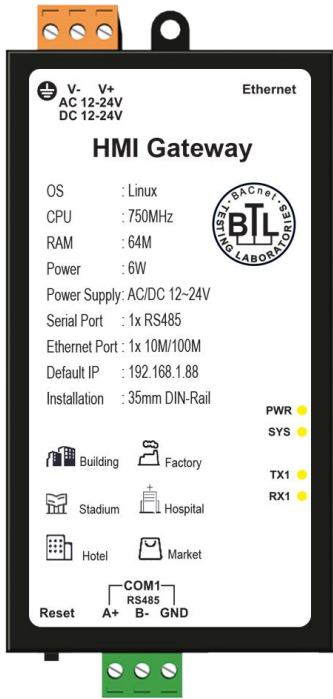 V- V+
AC 12-24V
DC 12-24V
Ethernet
HMI Gateway
OS : Linux
CPU : 750MHz
RAM : 64M
Power : 6W
Power Supply: AC/DC 12~24V
Serial Port : 1x RS485
Ethernet Port : 1x 10M/100M
Default IP : 192.168.1.88
Installation : 35mm DIN-Rail
BACnet
BTL
TESTING LABORATORIES
PWR
SYS
TX1
RX1
Building
Factory
Stadium
Hospital
Hotel
Market
COM1
RS485
Reset A+ B- GND